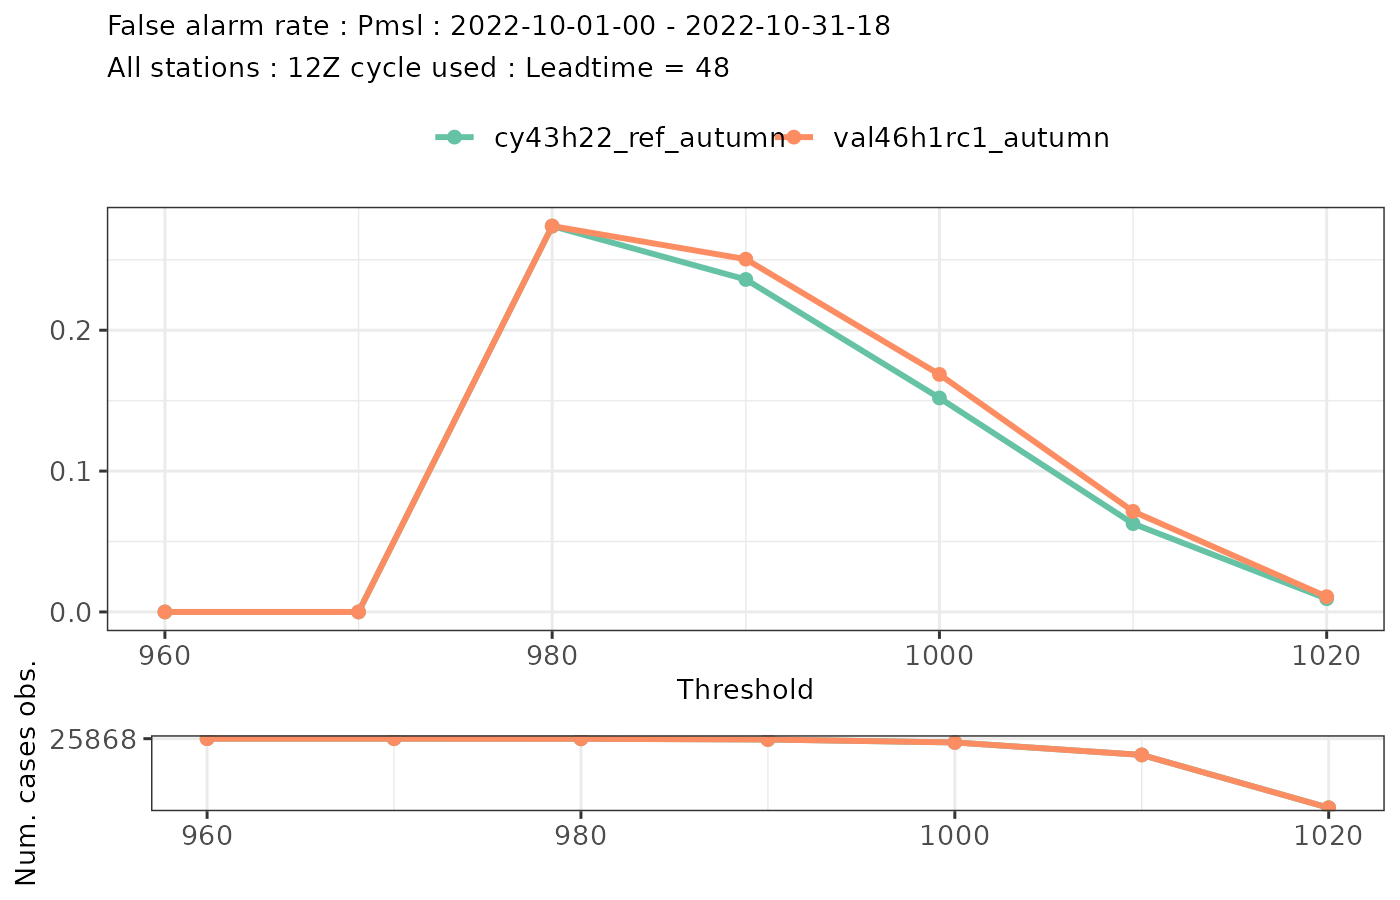 False alarm rate : Pmsl : 2022-10-01-00 - 2022-10-31-18
All stations : 12Z cycle used : Leadtime = 48
cy43h22_ref_autumn val46h1rc1_autumn
0.2
0.1
0.0
960 980 1000 1020
Threshold
Num. cases obs.
25868
960 980 1000 1020